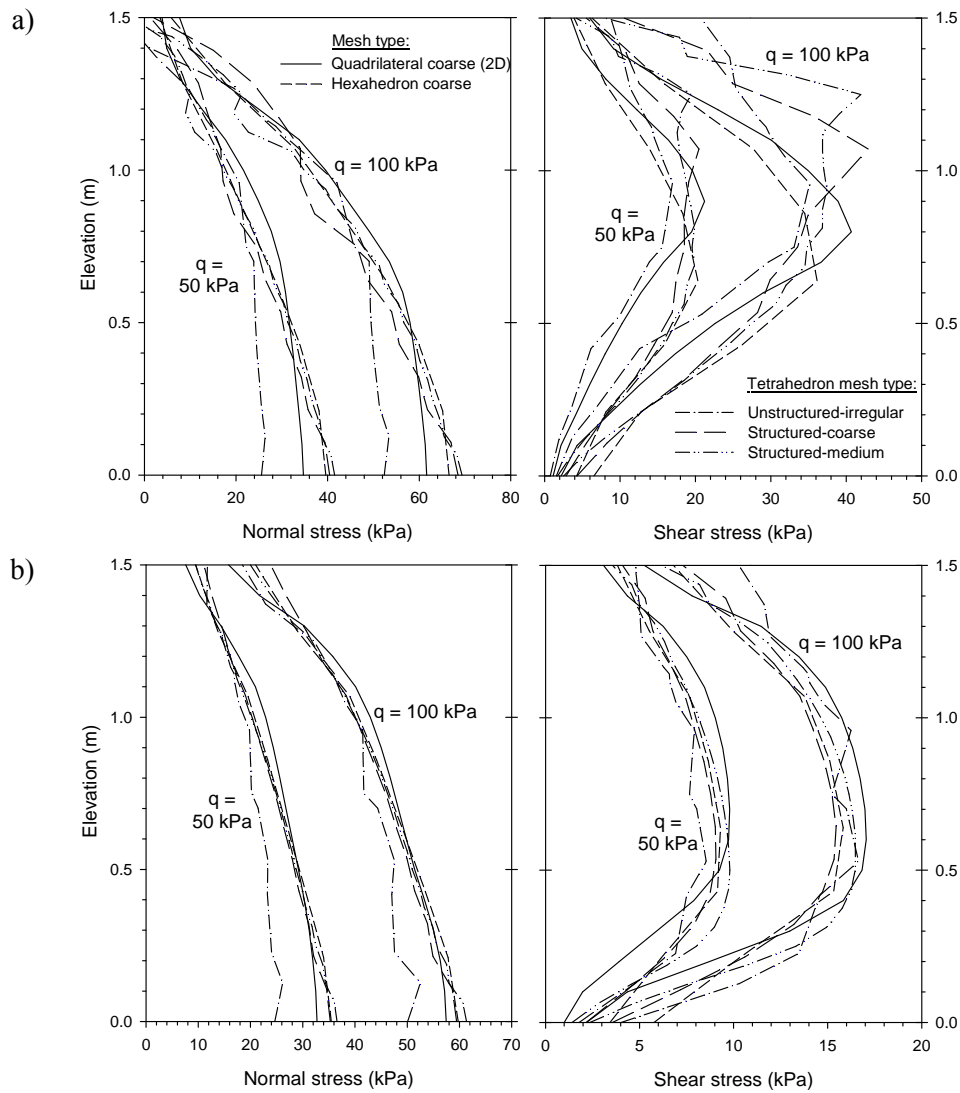 a)
1.5
1.0
0.5
0.0
Elevation (m)
Mesh type:
Quadrilateral coarse (2D)
Hexahedron coarse
q = 100 kPa
q =
50 kPa
0
20
40
60
80
Normal stress (kPa)
q = 100 kPa
q =
50 kPa
Tetrahedron mesh type:
Unstructured-irregular
Structured-coarse
Structured-medium
1.5
1.0
0.5
0.0
0
10
20
30
40
50
Shear stress (kPa)
b)
1.5
1.0
0.5
0.0
Elevation (m)
q = 100 kPa
q =
50 kPa
0
10
20
30
40
50
60
70
Normal stress (kPa)
q = 100 kPa
q =
50 kPa
1.5
1.0
0.5
0.0
0
5
10
15
20
Shear stress (kPa)